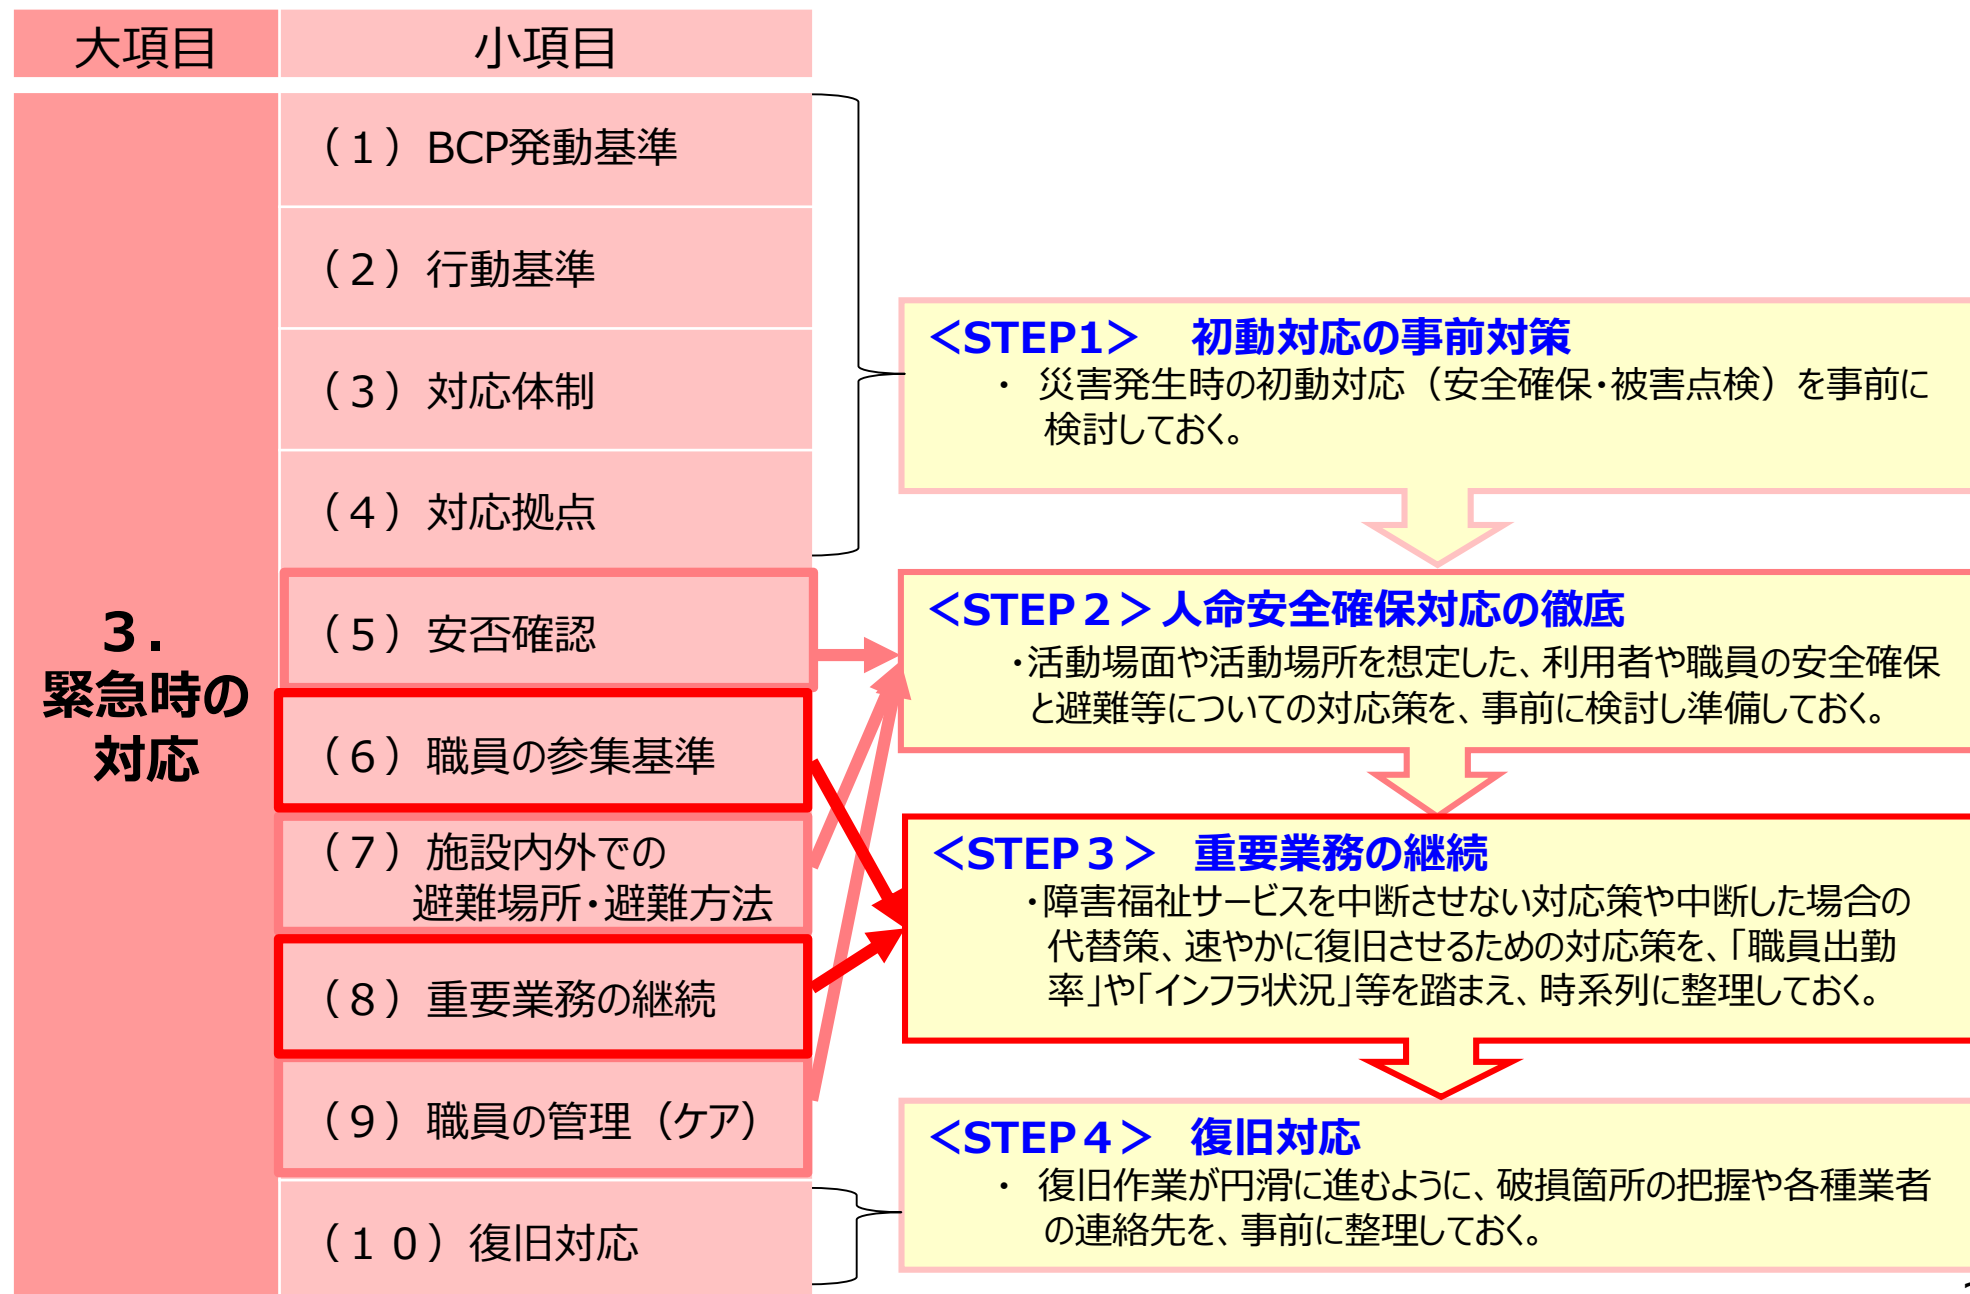 大項目
小項目
3．
緊急時の
対応
（１）BCP発動基準
（２）行動基準
（３）対応体制
（４）対応拠点
（５）安否確認
（６）職員の参集基準
（７）施設内外での
避難場所・避難方法
（８）重要業務の継続
（９）職員の管理（ケア）
（１０）復旧対応
＜STEP1＞　初動対応の事前対策
・　災害発生時の初動対応（安全確保・被害点検）を事前に
検討しておく。
＜STEP２＞人命安全確保対応の徹底
・活動場面や活動場所を想定した、利用者や職員の安全確保
と避難等についての対応策を、事前に検討し準備しておく。
＜STEP３＞　重要業務の継続
・障害福祉サービスを中断させない対応策や中断した場合の
代替策、速やかに復旧させるための対応策を、「職員出勤
率」や「インフラ状況」等を踏まえ、時系列に整理しておく。
＜STEP４＞　復旧対応
・　復旧作業が円滑に進むように、破損箇所の把握や各種業者
の連絡先を、事前に整理しておく。